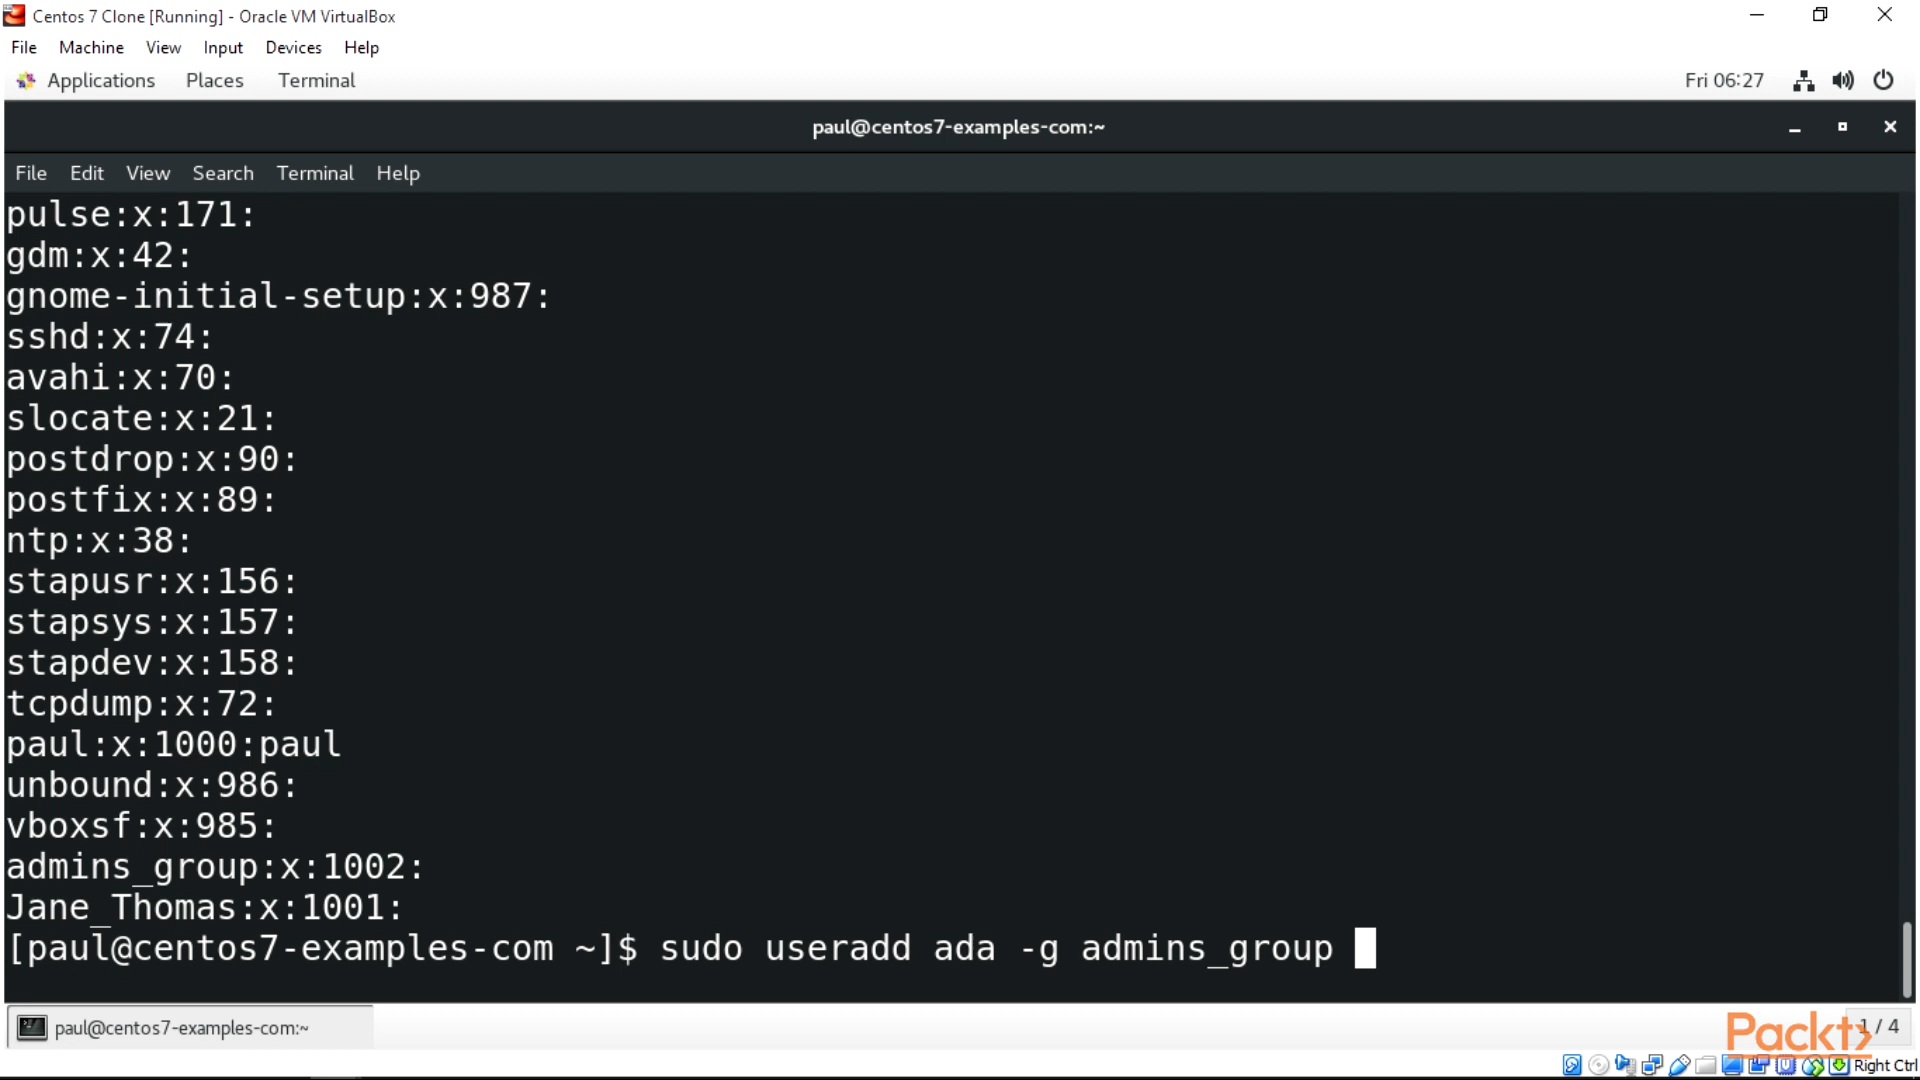 Centos 7 Clone [Running] - Oracle VM VirtualBox
File Machine View Input Devices Help
Applications Places Terminal Fri 06:27
paul@centos7-examples-com:~
File Edit View Search Terminal Help
pulse:x:171:
gdm:x:42:
gnome-initial-setup:x:987:
sshd:x:74:
avahi:x:70:
slocate:x:21:
postdrop:x:90:
postfix:x:89:
ntp:x:38:
stapusr:x:156:
stapsys:x:157:
stapdev:x:158:
tcpdump:x:72:
paul:x:1000:paul
unbound:x:986:
vboxsf:x:985:
admins_group:x:1002:
Jane_Thomas:x:1001:
[paul@centos7-examples-com ~]$ sudo useradd ada -g admins_group
paul@centos7-examples-com:~
Packt> 1 / 4
Right Ctrl